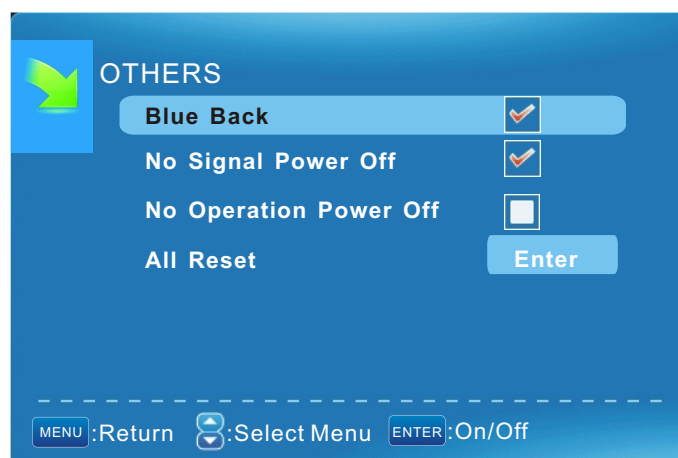 OTHERS
Blue Back
No Signal Power Off
No Operation Power Off
All Reset Enter
MENU :Return :Select Menu ENTER :On/Off